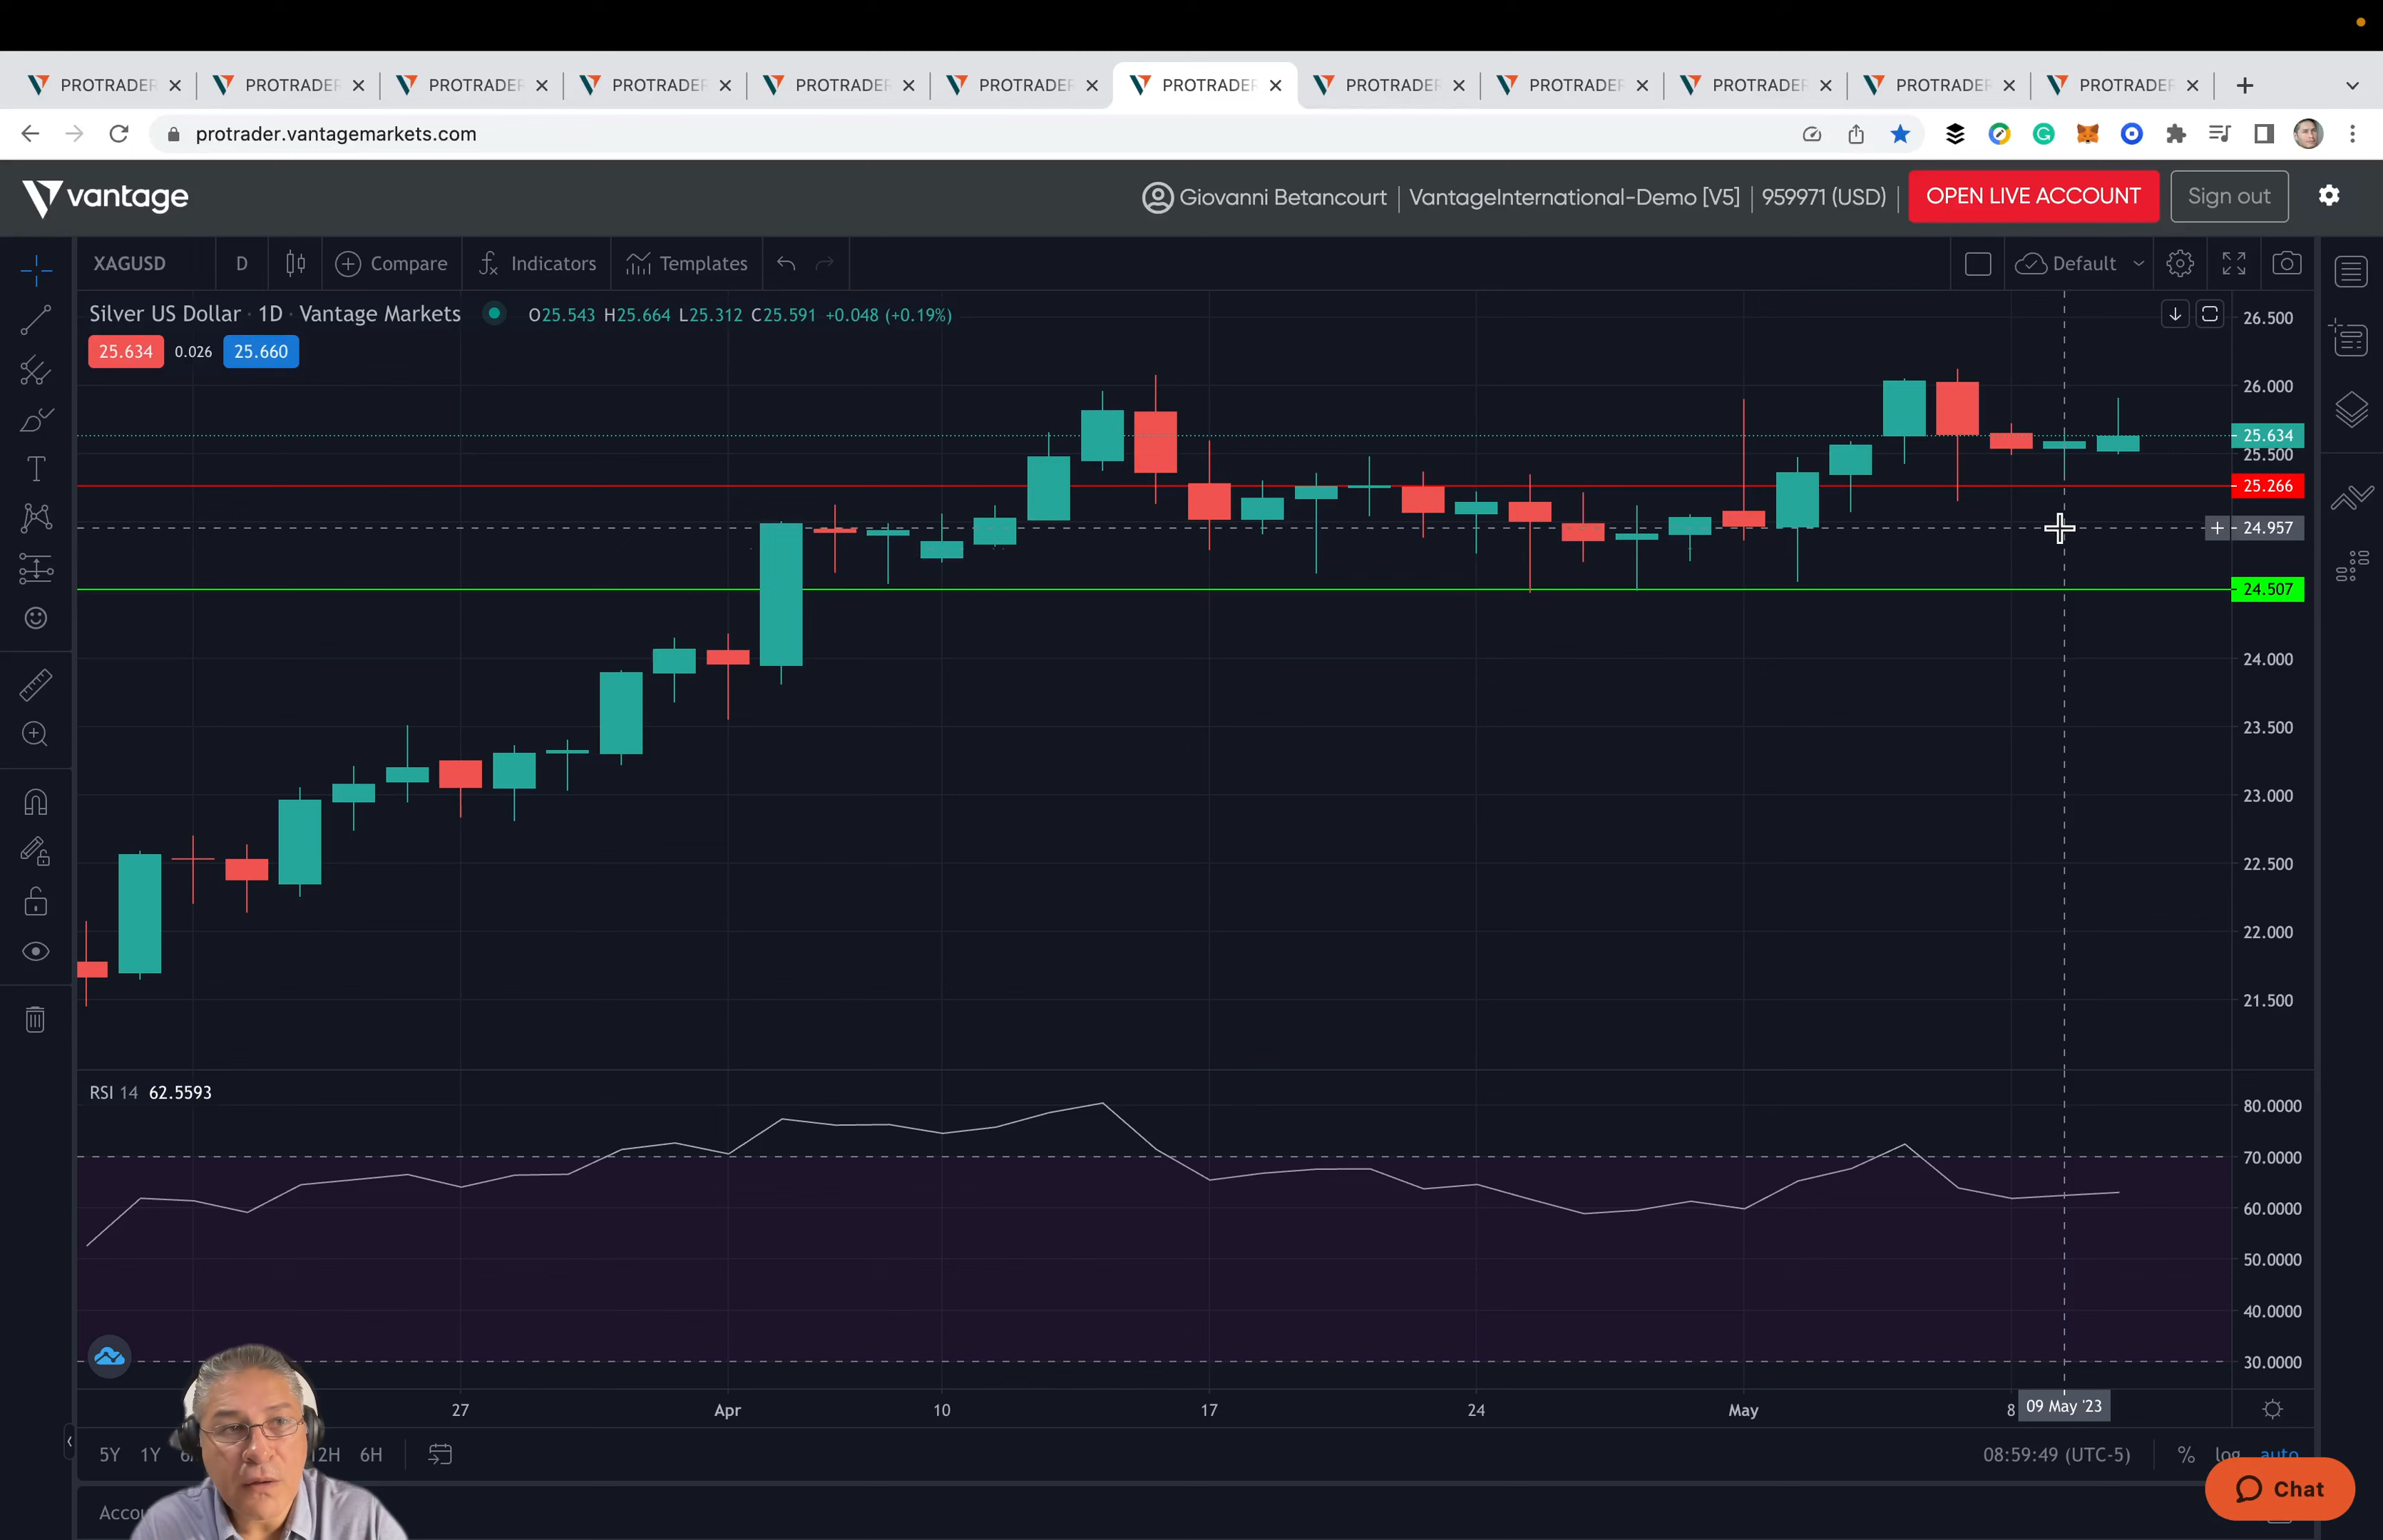 PROTRADER PROTRADER PROTRADER PROTRADER PROTRADER PROTRADER PROTRADER PROTRADER PROTRADER PROTRADER PROTRADER PROTRADER
protrader.vantagemarkets.com
vantage Giovanni Betancourt VantageInternational-Demo [V5] 959971 (USD) OPEN LIVE ACCOUNT Sign out
XAGUSD D Compare Indicators Templates Default
Silver US Dollar · 1D · Vantage Markets O25.543 H25.664 L25.312 C25.591 +0.048 (+0.19%)
25.634 0.026 25.660
26.500
26.000
25.634
25.500
25.266
24.957
24.507
24.000
23.500
23.000
22.500
22.000
21.500
RSI 14 62.5593
80.0000
70.0000
60.0000
50.0000
40.0000
30.0000
27 Apr 10 17 24 May 8 09 May '23
5Y 1Y 12H 6H 08:59:49 (UTC-5) % log auto
Chat